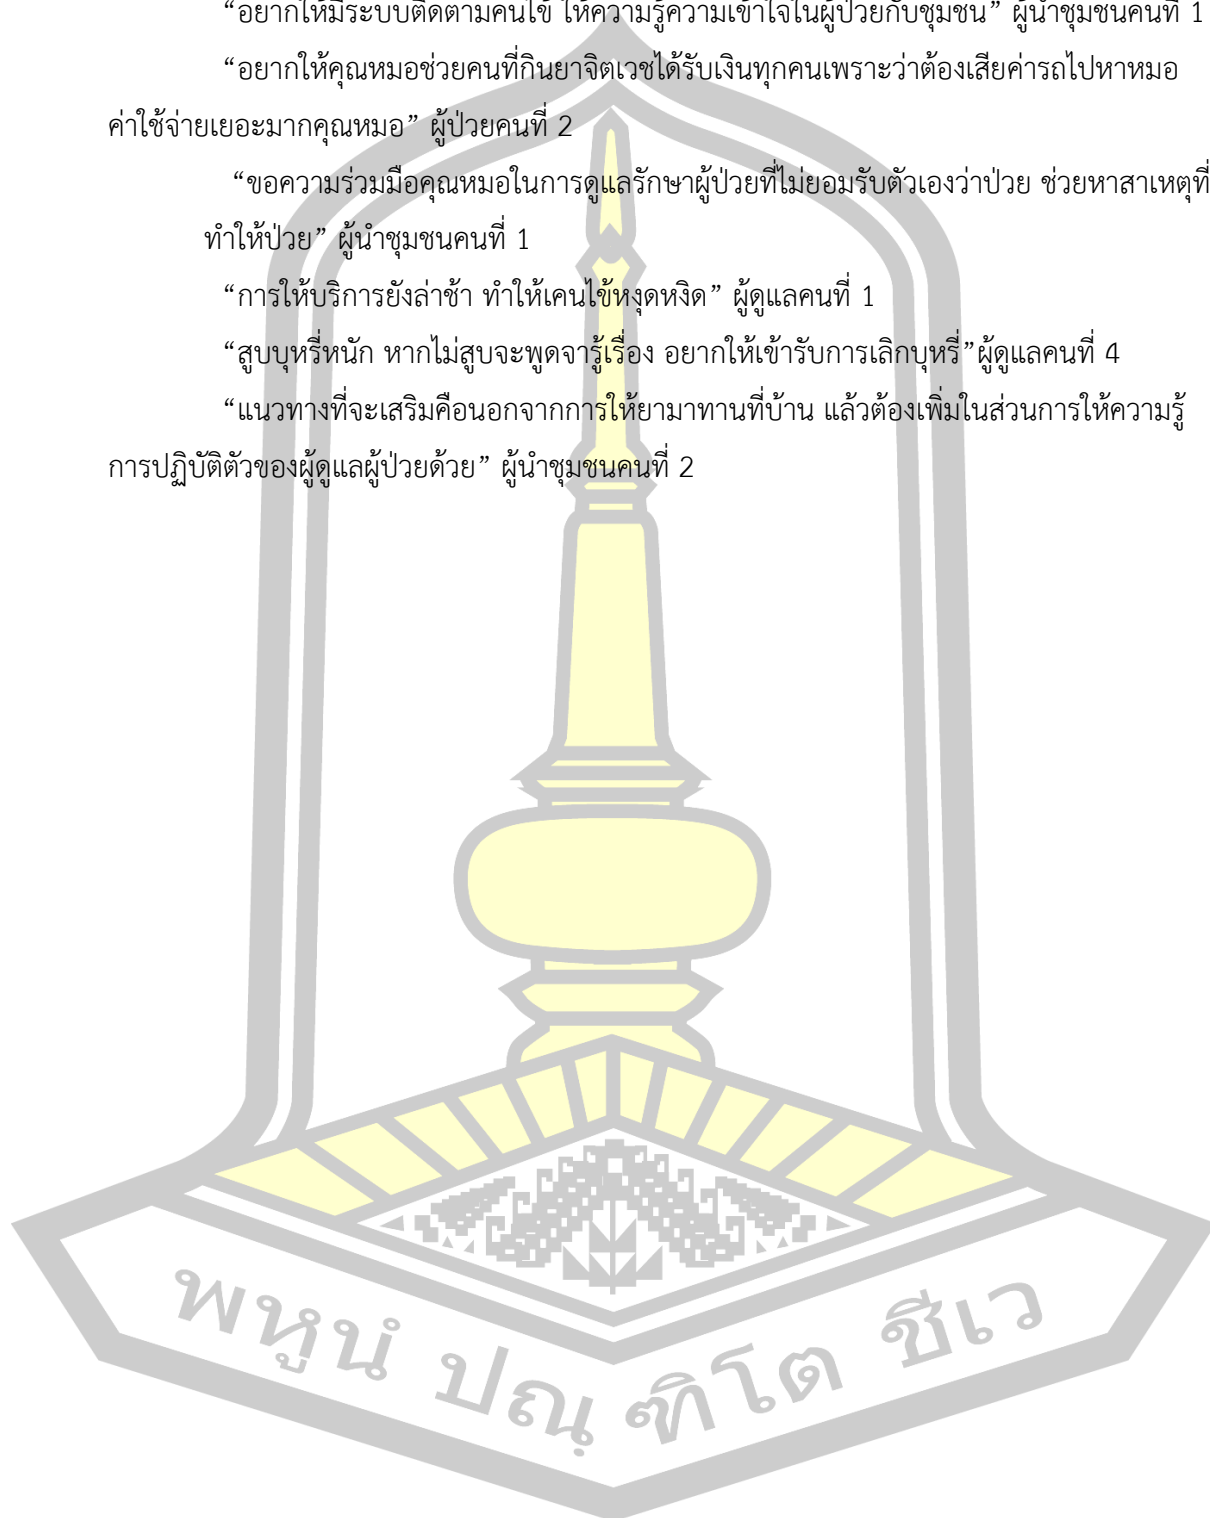 “อยากให้มีระบบติดตามคนไข้ ให้ความรู้ความเข้าใจในผู้ป่วยกับชุมชน” ผู้นำชุมชนคนที่ 1
“อยากให้คุณหมอช่วยคนที่กินยาจิตเวชได้รับเงินทุกคนเพราะว่าต้องเสียค่ารถไปหาหมอ
ค่าใช้จ่ายเยอะมากคุณหมอ” ผู้ป่วยคนที่ 2
“ขอความร่วมมือคุณหมอในการดูแลรักษาผู้ป่วยที่ไม่ยอมรับตัวเองว่าป่วย ช่วยหาสาเหตุที่
ทำให้ป่วย” ผู้นำชุมชนคนที่ 1
“การให้บริการยังล่าช้า ทำให้เคนไข้หงุดหงิด” ผู้ดูแลคนที่ 1
“สูบบุหรี่หนัก หากไม่สูบจะพูดจารู้เรื่อง อยากให้เข้ารับการเลิกบุหรี่”ผู้ดูแลคนที่ 4
“แนวทางที่จะเสริมคือนอกจากการให้ยามาทานที่บ้าน แล้วต้องเพิ่มในส่วนการให้ความรู้
การปฏิบัติตัวของผู้ดูแลผู้ป่วยด้วย” ผู้นำชุมชนคนที่ 2
พหูนํ ปณฺ ฑิโต ชีเว